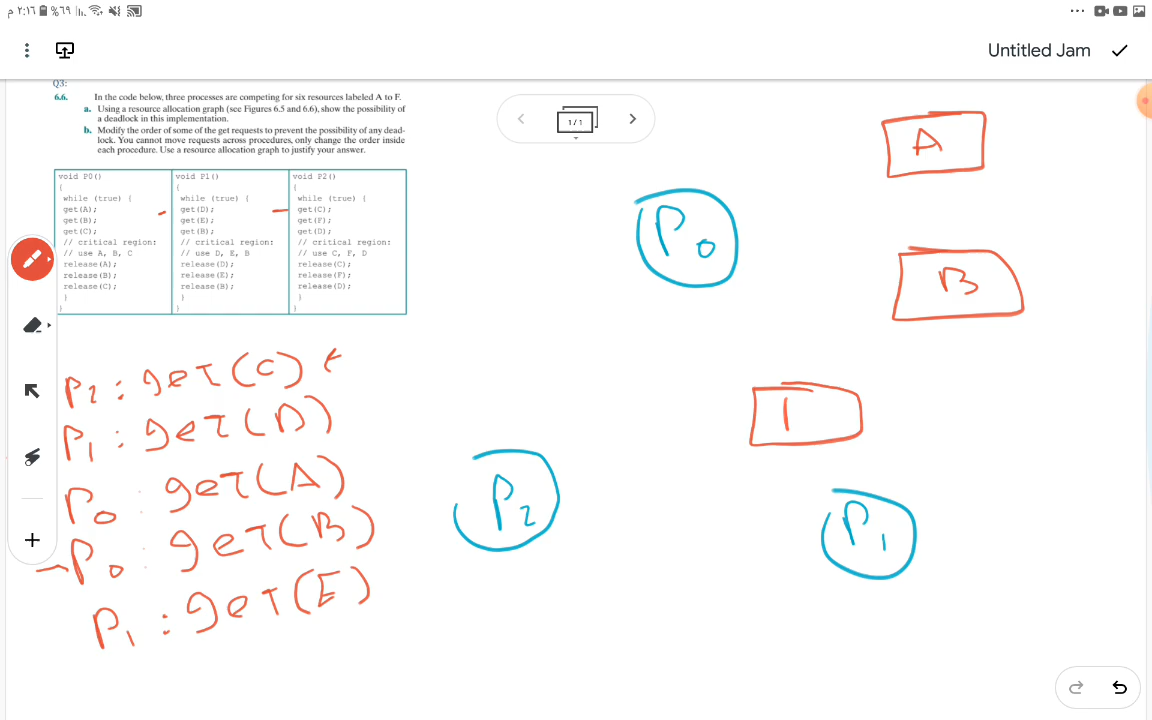 م ٢:١٦ %٦٩
Untitled Jam
1 / 1
Q3:
6.6. In the code below, three processes are competing for six resources labeled A to F.
a. Using a resource allocation graph (see Figures 6.5 and 6.6), show the possibility of
a deadlock in this implementation.
b. Modify the order of some of the get requests to prevent the possibility of any dead-
lock. You cannot move requests across procedures, only change the order inside
each procedure. Use a resource allocation graph to justify your answer.
void P0()
{
while (true) {
get(A);
get(B);
get(C);
// critical region:
// use A, B, C
release(A);
release(B);
release(C);
}
}
void P1()
{
while (true) {
get(D);
get(E);
get(B);
// critical region:
// use D, E, B
release(D);
release(E);
release(B);
}
}
void P2()
{
while (true) {
get(C);
get(F);
get(D);
// critical region:
// use C, F, D
release(C);
release(F);
release(D);
}
}
P2 : get(C)
P1 : get(D)
P0 : get(A)
P0 : get(B)
P1 : get(E)
A
P0
B
P2
P1